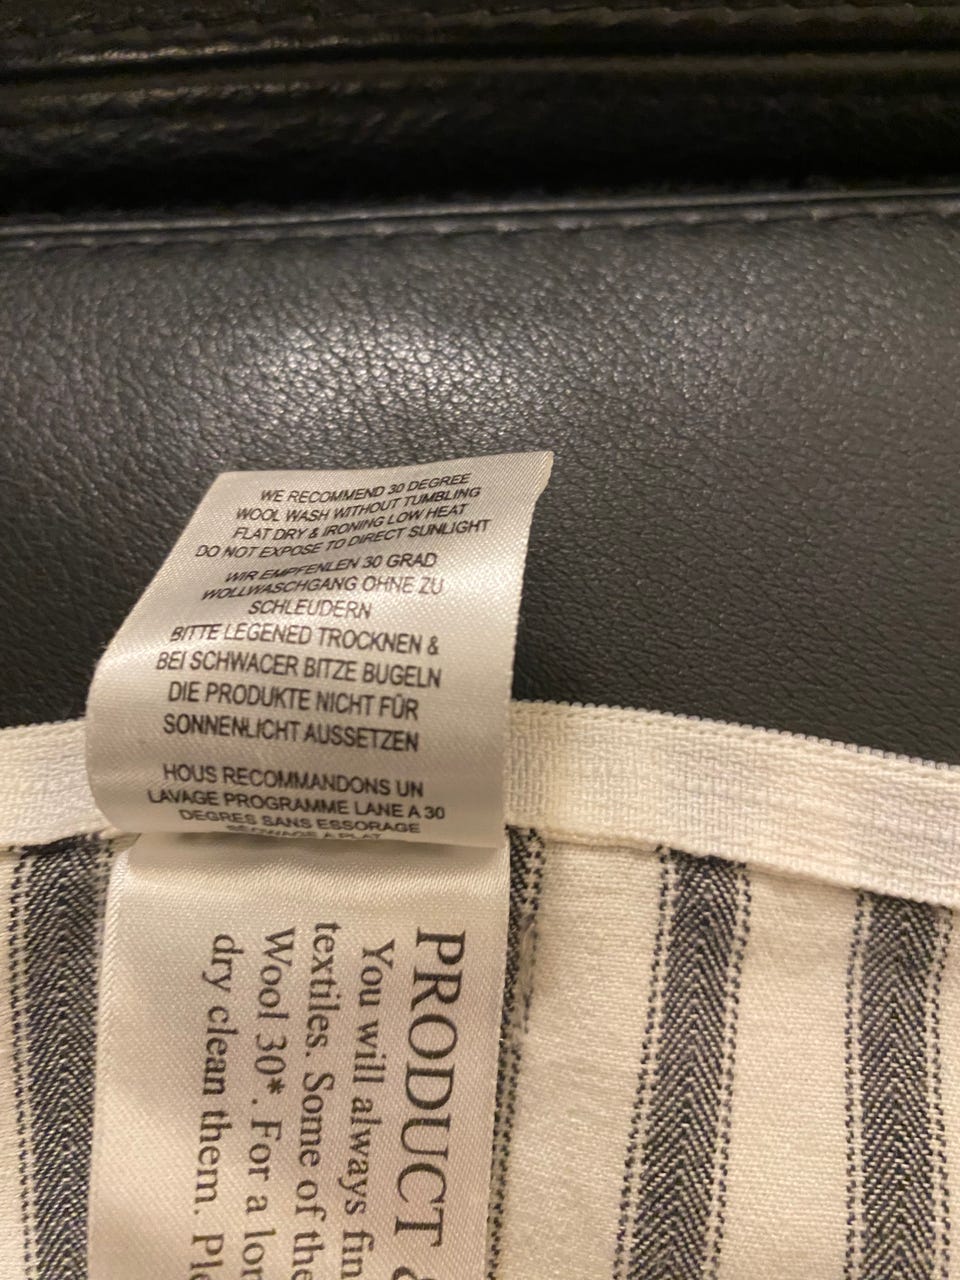 WE RECOMMEND 30 DEGREE
WOOL WASH WITHOUT TUMBLING
FLAT DRY & IRONING LOW HEAT
DO NOT EXPOSE TO DIRECT SUNLIGHT
WIR EMPFENLEN 30 GRAD
WOLLWASCHGANG OHNE ZU
SCHLEUDERN
BITTE LEGENED TROCKNEN &
BEI SCHWACER BITZE BUGELN
DIE PRODUKTE NICHT FÜR
SONNENLICHT AUSSETZEN
HOUS RECOMMANDONS UN
LAVAGE PROGRAMME LANE A 30
DEGRES SANS ESSORAGE
SECWAGE A PLAT
PRODUCT &
You will always fin
textiles. Some of the
Wool 30*. For a lon
dry clean them. Ple